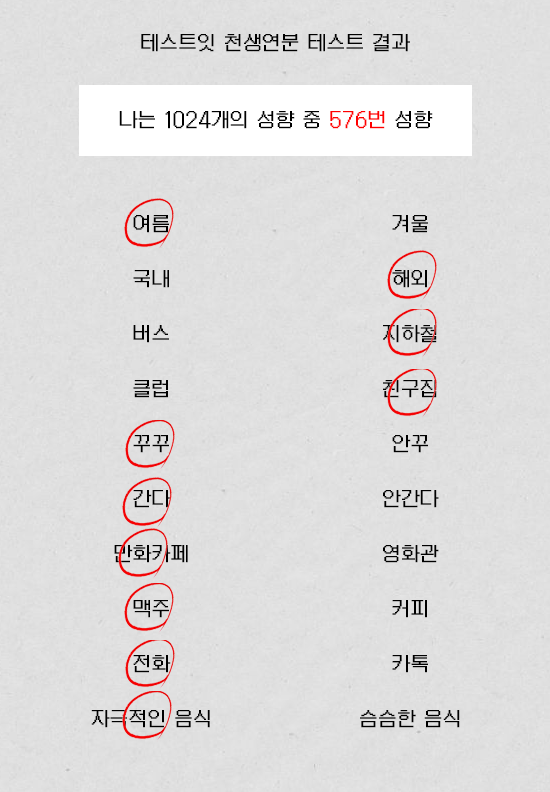 테스트잇 천생연분 테스트 결과
나는 1024개의 성향 중 576번 성향
여름 겨울
국내 해외
버스 지하철
클럽 친구집
꾸꾸 안꾸
간다 안간다
만화카페 영화관
맥주 커피
전화 카톡
자극적인 음식 슴슴한 음식